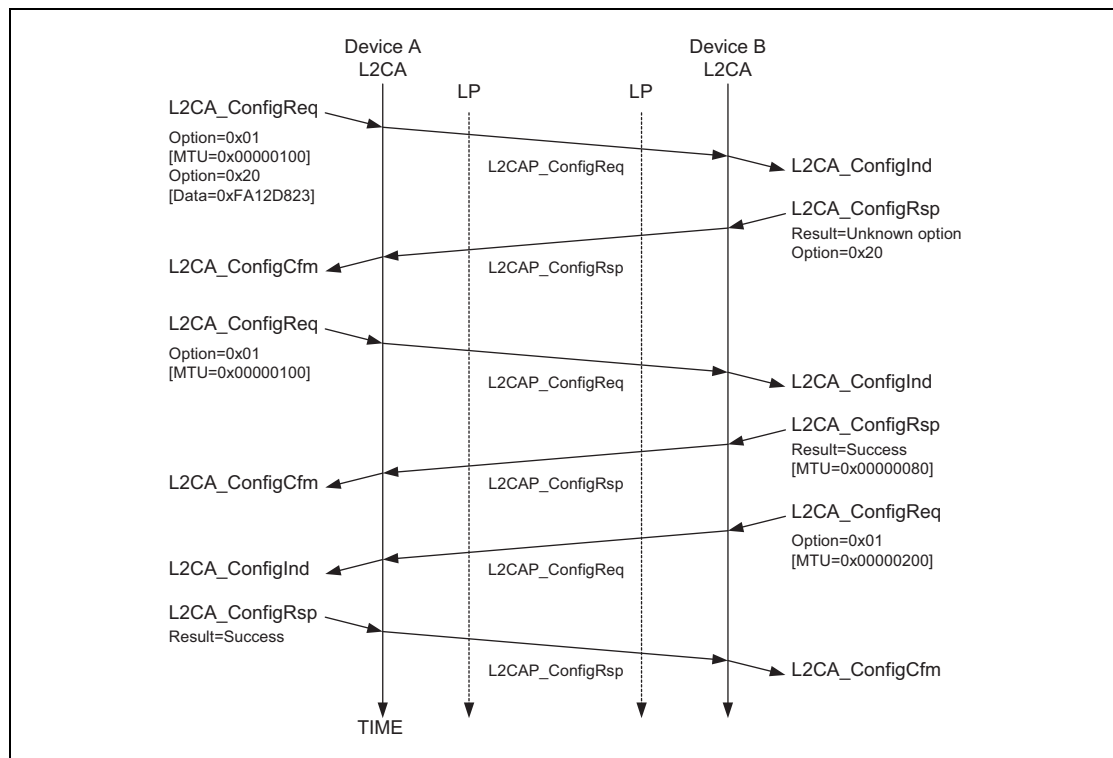 Device A
L2CA
Device B
L2CA
LP
LP
L2CA_ConfigReq
Option=0x01
[MTU=0x00000100]
Option=0x20
[Data=0xFA12D823]
L2CAP_ConfigReq
L2CA_ConfigInd
L2CA_ConfigRsp
Result=Unknown option
Option=0x20
L2CA_ConfigCfm
L2CAP_ConfigRsp
L2CA_ConfigReq
Option=0x01
[MTU=0x00000100]
L2CAP_ConfigReq
L2CA_ConfigInd
L2CA_ConfigRsp
Result=Success
[MTU=0x00000080]
L2CA_ConfigCfm
L2CAP_ConfigRsp
L2CA_ConfigReq
Option=0x01
[MTU=0x00000200]
L2CA_ConfigInd
L2CAP_ConfigReq
L2CA_ConfigRsp
Result=Success
L2CAP_ConfigRsp
L2CA_ConfigCfm
TIME